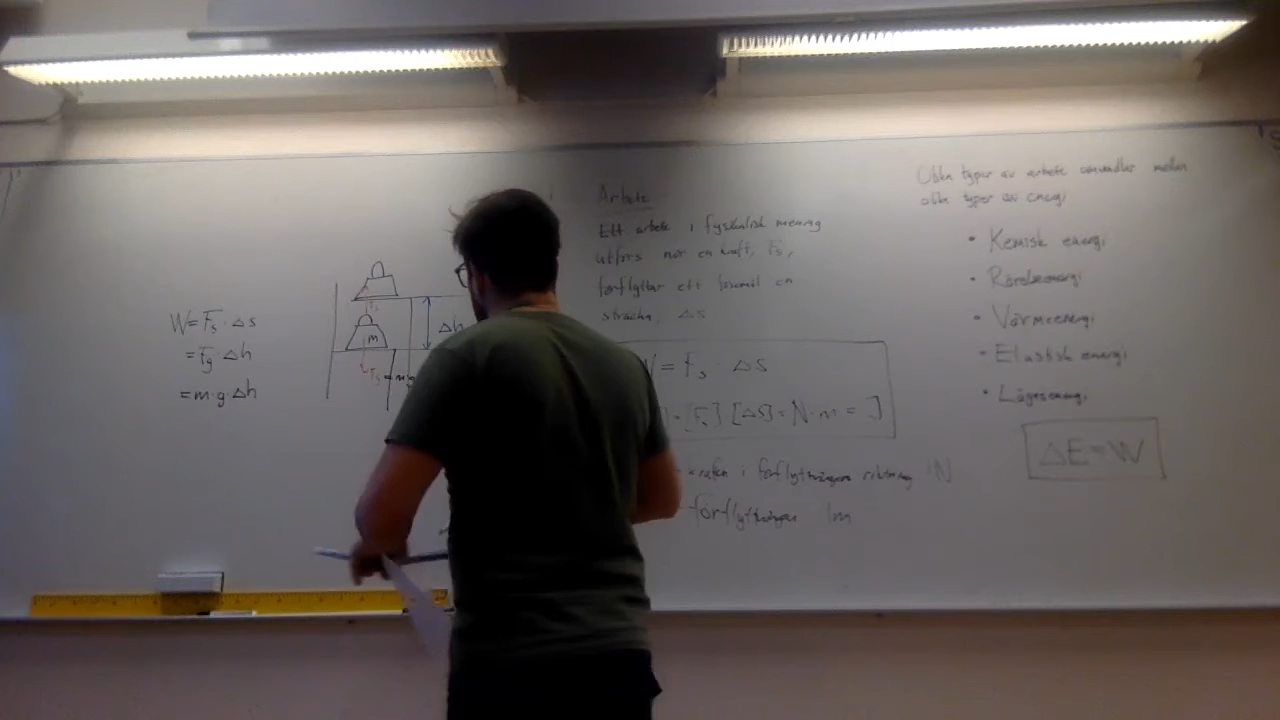 W = Fs · Δs
= Fg · Δh
= m·g·Δh
Δh
m
Fs
Fg = m·g
Arbete
Ett arbete i fysikalisk mening
utförs när en kraft, Fs,
förflyttar ett föremål en
sträcka, Δs
W = Fs · Δs
[Fs] [Δs] = N·m = J
kraften i förflyttningens riktning 1N
förflyttningen 1m
Olika typer av arbete omvandlar mellan
olika typer av energi
• Kemisk energi
• Rörelseenergi
• Värmeenergi
• Elastisk energi
• Lägesenergi
ΔE = W